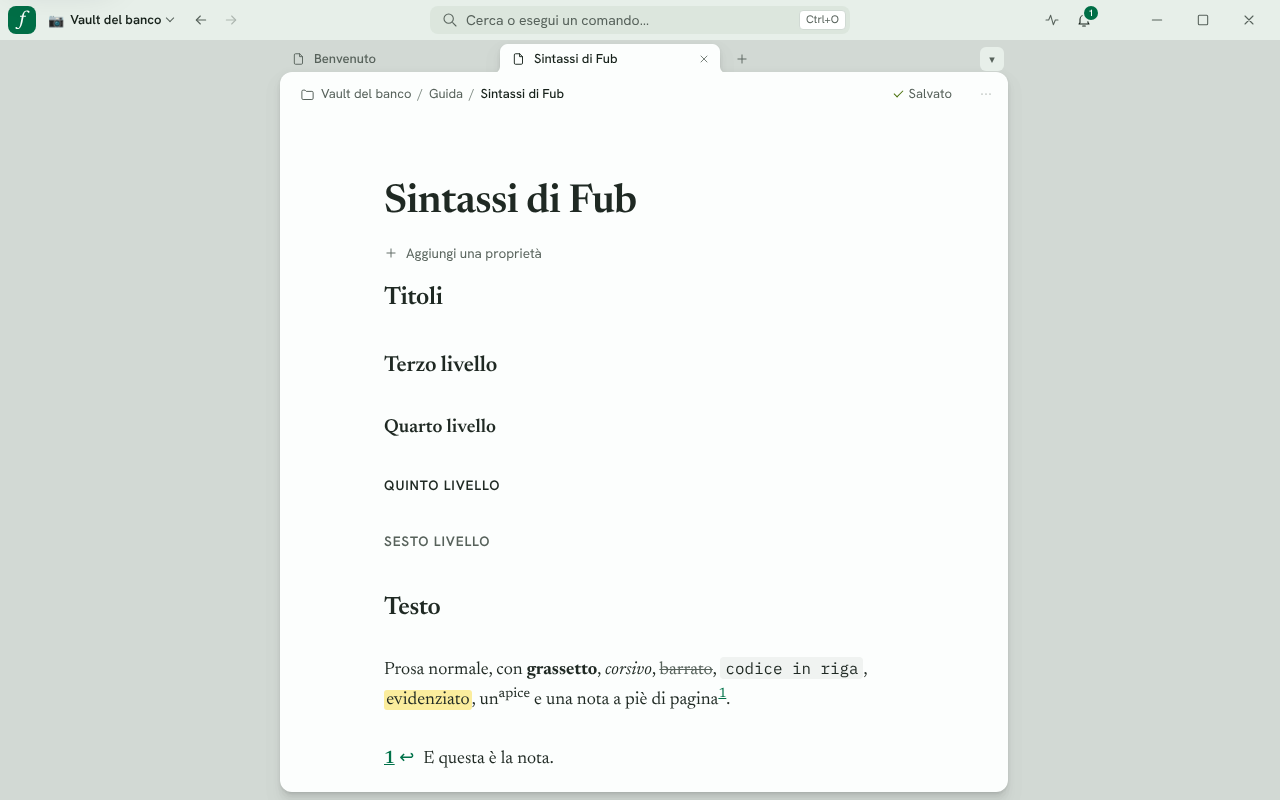 f Vault del banco Cerca o esegui un comando... Ctrl+O 1
Benvenuto Sintassi di Fub
Vault del banco / Guida / Sintassi di Fub Salvato
Sintassi di Fub
Aggiungi una proprietà
Titoli
Terzo livello
Quarto livello
QUINTO LIVELLO
SESTO LIVELLO
Testo
Prosa normale, con grassetto, corsivo, barrato, codice in riga,
evidenziato, unapice e una nota a piè di pagina1.
1 ↩ E questa è la nota.